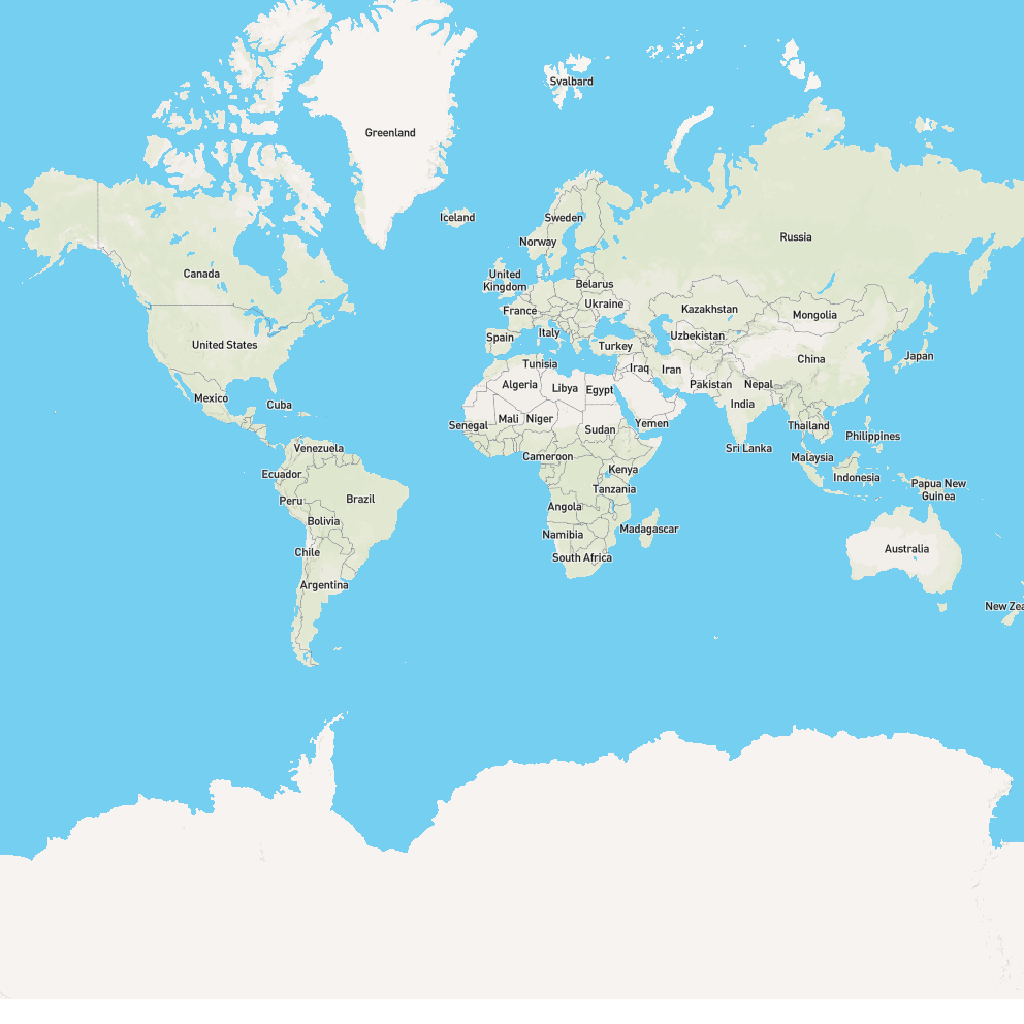 Svalbard
Greenland
Iceland
Sweden
Norway
Russia
Canada
United
Kingdom
Belarus
Ukraine
France
Kazakhstan
Mongolia
Italy
Spain
Uzbekistan
United States
Turkey
Japan
China
Tunisia
Iraq
Iran
Algeria
Libya
Egypt
Pakistan
Nepal
Mexico
Cuba
India
Mali
Niger
Senegal
Sudan
Yemen
Thailand
Philippines
Venezuela
Sri Lanka
Cameroon
Malaysia
Ecuador
Kenya
Indonesia
Papua New
Guinea
Peru
Brazil
Tanzania
Angola
Bolivia
Namibia
Madagascar
Chile
South Africa
Australia
Argentina
New Zea